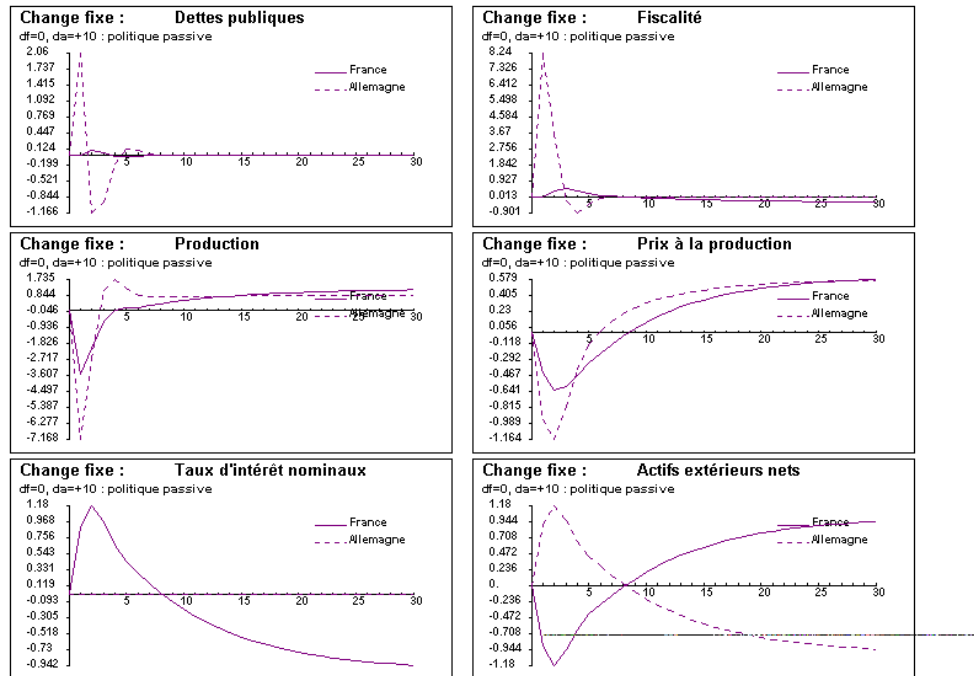 Change fixe : Dettes publiques
df=0, da=+10 : politique passive
2.06
1.737
1.415
1.092
0.769
0.447
0.124
-0.199
-0.521
-0.844
-1.166
France
Allemagne
5 10 15 20 25 30
Change fixe : Fiscalité
df=0, da=+10 : politique passive
8.24
7.326
6.412
5.498
4.584
3.67
2.756
1.842
0.927
0.013
-0.901
France
Allemagne
5 10 15 20 25 30
Change fixe : Production
df=0, da=+10 : politique passive
1.735
0.844
-0.046
-0.936
-1.826
-2.717
-3.607
-4.497
-5.387
-6.277
-7.168
France
Allemagne
5 10 15 20 25 30
Change fixe : Prix à la production
df=0, da=+10 : politique passive
0.579
0.405
0.23
0.056
-0.118
-0.292
-0.467
-0.641
-0.815
-0.989
-1.164
France
Allemagne
5 10 15 20 25 30
Change fixe : Taux d'intérêt nominaux
df=0, da=+10 : politique passive
1.18
0.968
0.756
0.543
0.331
0.119
-0.093
-0.305
-0.518
-0.73
-0.942
France
Allemagne
5 10 15 20 25 30
Change fixe : Actifs extérieurs nets
df=0, da=+10 : politique passive
1.18
0.944
0.708
0.472
0.236
0.
-0.236
-0.472
-0.708
-0.944
-1.18
France
Allemagne
5 10 15 20 25 30